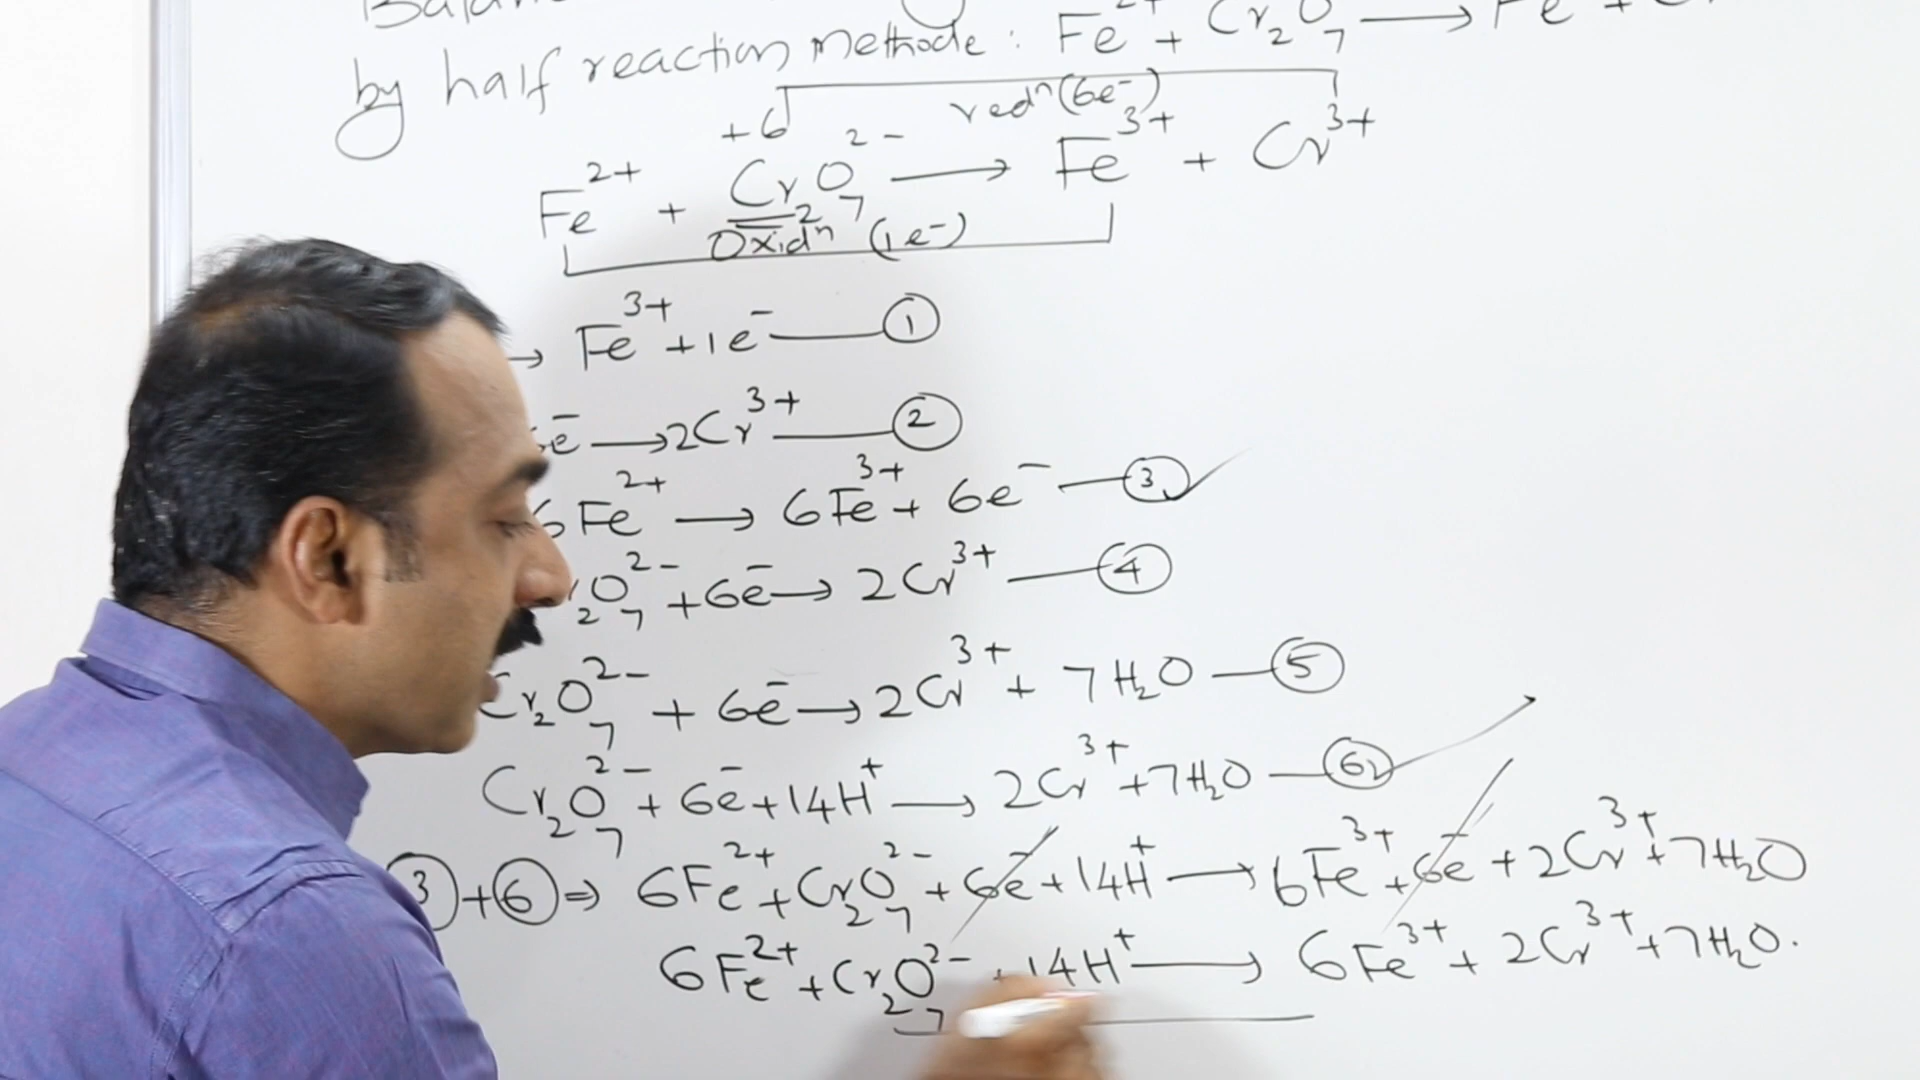 by half reaction methode: Fe²⁺ + Cr₂O₇ ⟶ Fe +
+6 redⁿ(6e⁻)
Fe²⁺ + Cr₂O₇²⁻ ⟶ Fe³⁺ + Cr³⁺
Oxidⁿ (1e⁻)
→ Fe³⁺ + 1e⁻ — ①
6e⁻ ⟶ 2Cr³⁺ — ②
6Fe²⁺ ⟶ 6Fe³⁺ + 6e⁻ — ③ ✓
₂O₇²⁻ + 6e⁻ ⟶ 2Cr³⁺ — ④
Cr₂O₇²⁻ + 6e⁻ ⟶ 2Cr³⁺ + 7H₂O — ⑤
Cr₂O₇²⁻ + 6e⁻ + 14H⁺ ⟶ 2Cr³⁺ + 7H₂O — ⑥
③ + ⑥ ⇒ 6Fe²⁺ + Cr₂O₇²⁻ + 6e⁻ + 14H⁺ ⟶ 6Fe³⁺ + 6e⁻ + 2Cr³⁺ + 7H₂O
6Fe²⁺ + Cr₂O₇²⁻ + 14H⁺ ⟶ 6Fe³⁺ + 2Cr³⁺ + 7H₂O.